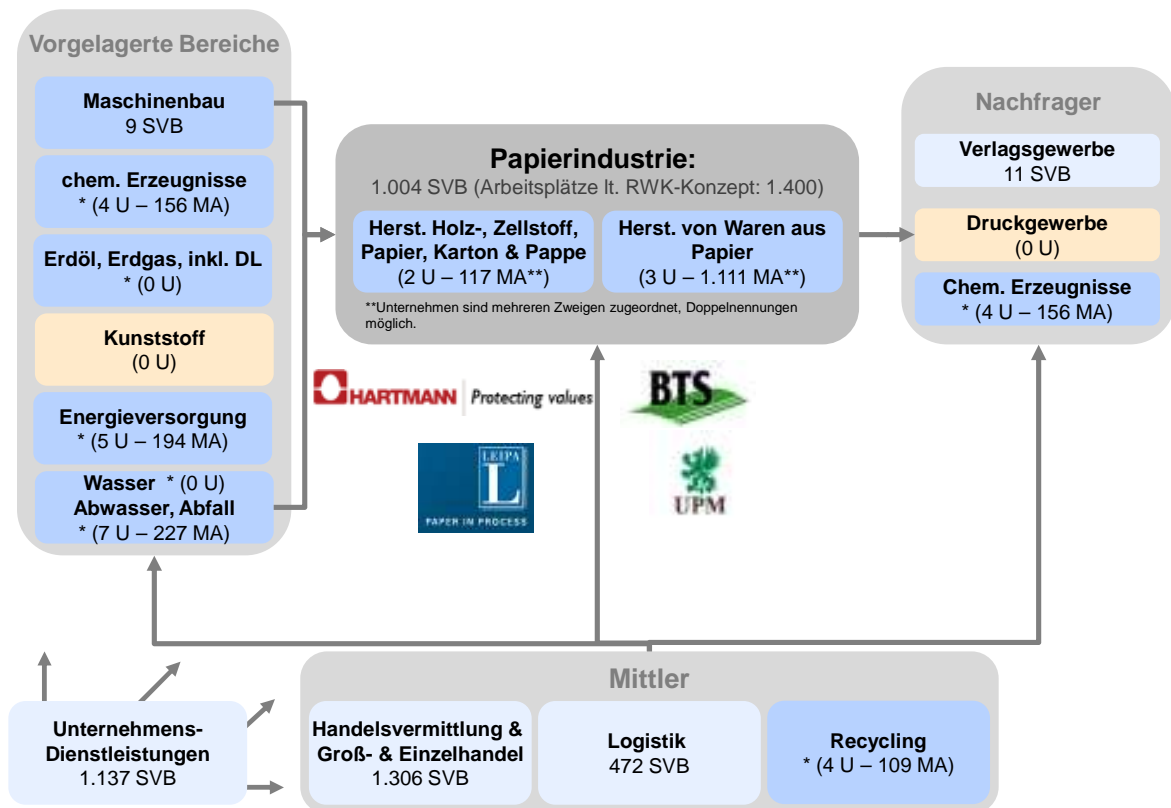 Vorgelagerte Bereiche
Maschinenbau
9 SVB
chem. Erzeugnisse
* (4 U – 156 MA)
Erdöl, Erdgas, inkl. DL
* (0 U)
Kunststoff
(0 U)
Energieversorgung
* (5 U – 194 MA)
Wasser * (0 U)
Abwasser, Abfall
* (7 U – 227 MA)
Papierindustrie:
1.004 SVB (Arbeitsplätze lt. RWK-Konzept: 1.400)
Herst. Holz-, Zellstoff,
Papier, Karton & Pappe
(2 U – 117 MA**)
Herst. von Waren aus
Papier
(3 U – 1.111 MA**)
**Unternehmen sind mehreren Zweigen zugeordnet, Doppelnennungen
möglich.
Nachfrager
Verlagsgewerbe
11 SVB
Druckgewerbe
(0 U)
Chem. Erzeugnisse
* (4 U – 156 MA)
HARTMANN Protecting values
BTS
LEIPA
L
PAPER IN PROCESS
UPM
Unternehmens-
Dienstleistungen
1.137 SVB
Mittler
Handelsvermittlung &
Groß- & Einzelhandel
1.306 SVB
Logistik
472 SVB
Recycling
* (4 U – 109 MA)